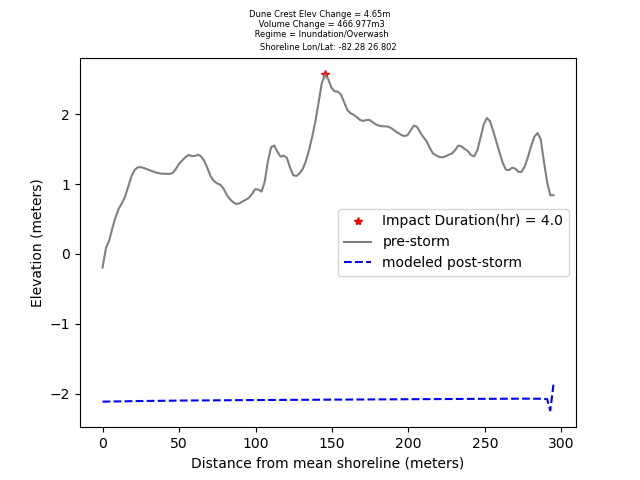 Dune Crest Elev Change = 4.65m
Volume Change = 466.977m3
Regime = Inundation/Overwash
Shoreline Lon/Lat: -82.28 26.802
Elevation (meters)
2
1
0
−1
−2
Impact Duration(hr) = 4.0
pre-storm
modeled post-storm
0 50 100 150 200 250 300
Distance from mean shoreline (meters)